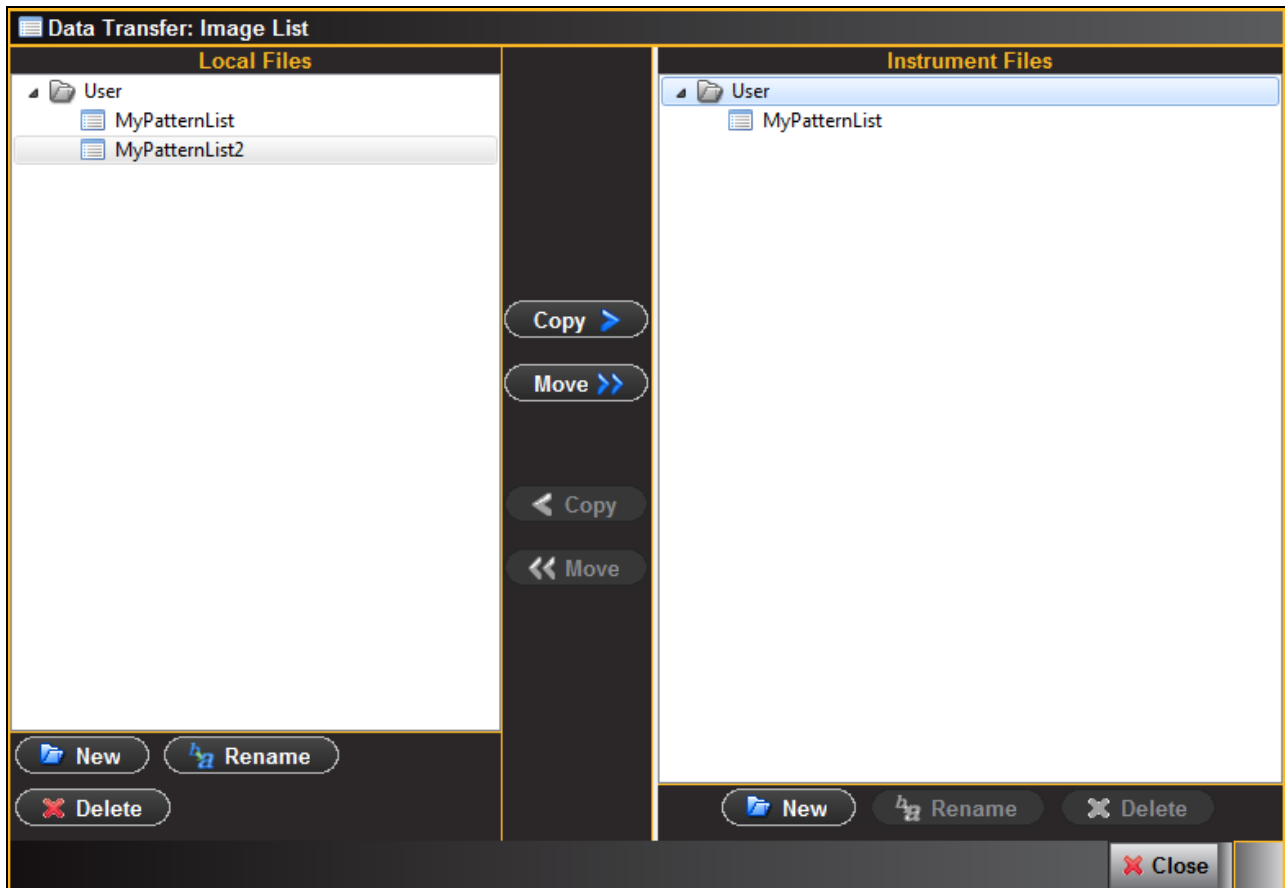 Data Transfer: Image List
Local Files
User
MyPatternList
MyPatternList2
New
Rename
Delete
Copy
Move
Copy
Move
Instrument Files
User
MyPatternList
New
Rename
Delete
Close